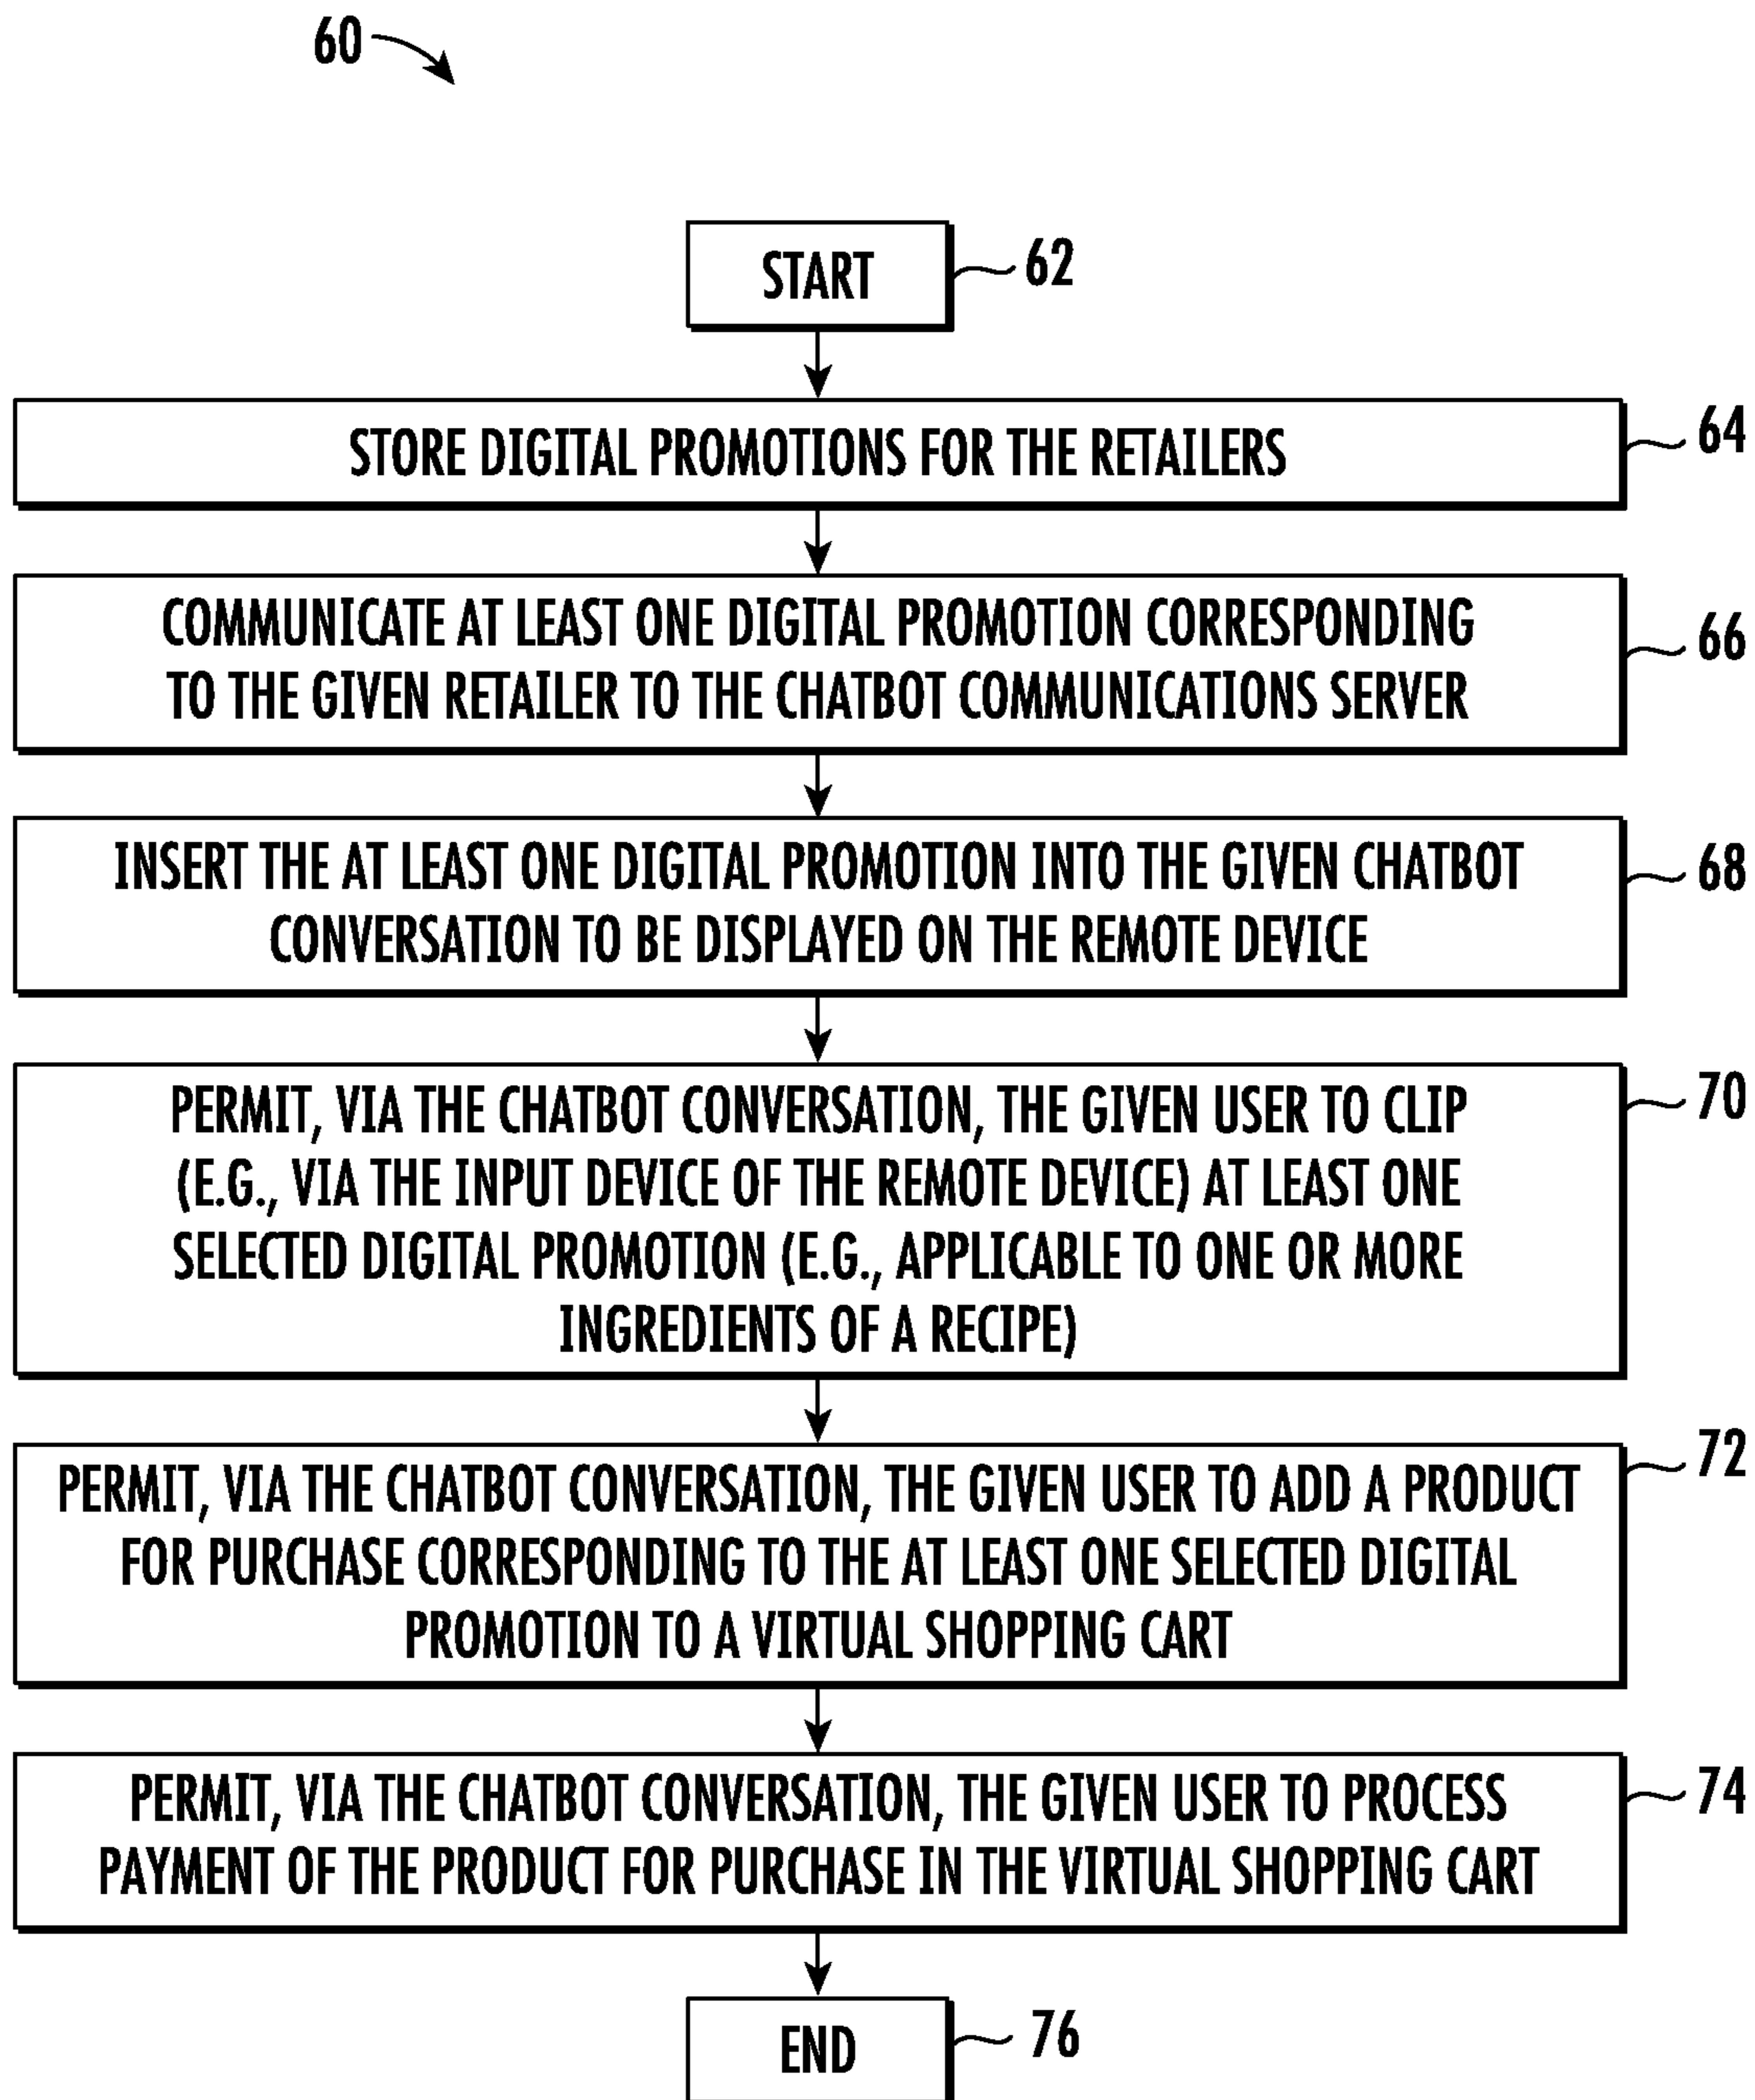 60
START
62
STORE DIGITAL PROMOTIONS FOR THE RETAILERS
64
COMMUNICATE AT LEAST ONE DIGITAL PROMOTION CORRESPONDING
TO THE GIVEN RETAILER TO THE CHATBOT COMMUNICATIONS SERVER
66
INSERT THE AT LEAST ONE DIGITAL PROMOTION INTO THE GIVEN CHATBOT
CONVERSATION TO BE DISPLAYED ON THE REMOTE DEVICE
68
PERMIT, VIA THE CHATBOT CONVERSATION, THE GIVEN USER TO CLIP
(E.G., VIA THE INPUT DEVICE OF THE REMOTE DEVICE) AT LEAST ONE
SELECTED DIGITAL PROMOTION (E.G., APPLICABLE TO ONE OR MORE
INGREDIENTS OF A RECIPE)
70
PERMIT, VIA THE CHATBOT CONVERSATION, THE GIVEN USER TO ADD A PRODUCT
FOR PURCHASE CORRESPONDING TO THE AT LEAST ONE SELECTED DIGITAL
PROMOTION TO A VIRTUAL SHOPPING CART
72
PERMIT, VIA THE CHATBOT CONVERSATION, THE GIVEN USER TO PROCESS
PAYMENT OF THE PRODUCT FOR PURCHASE IN THE VIRTUAL SHOPPING CART
74
END
76